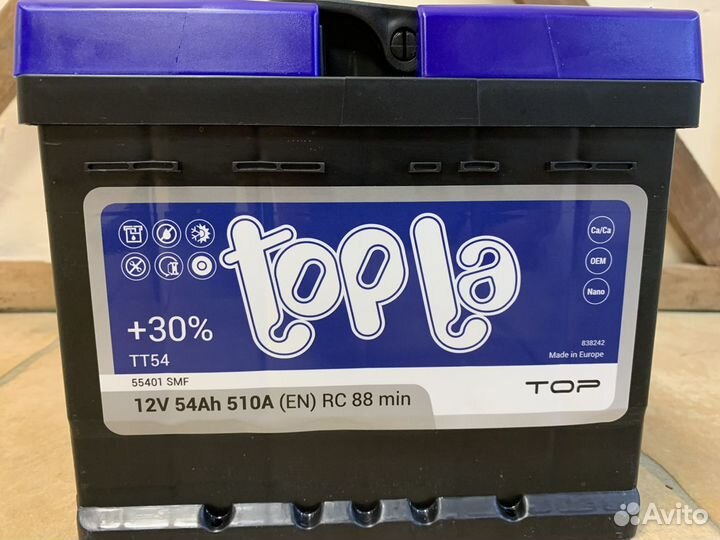 topla
Ca/Ca
OEM
Nano
+30%
TT54
55401 SMF
12V 54Ah 510A (EN) RC 88 min
838242
Made in Europe
TOP
Avito